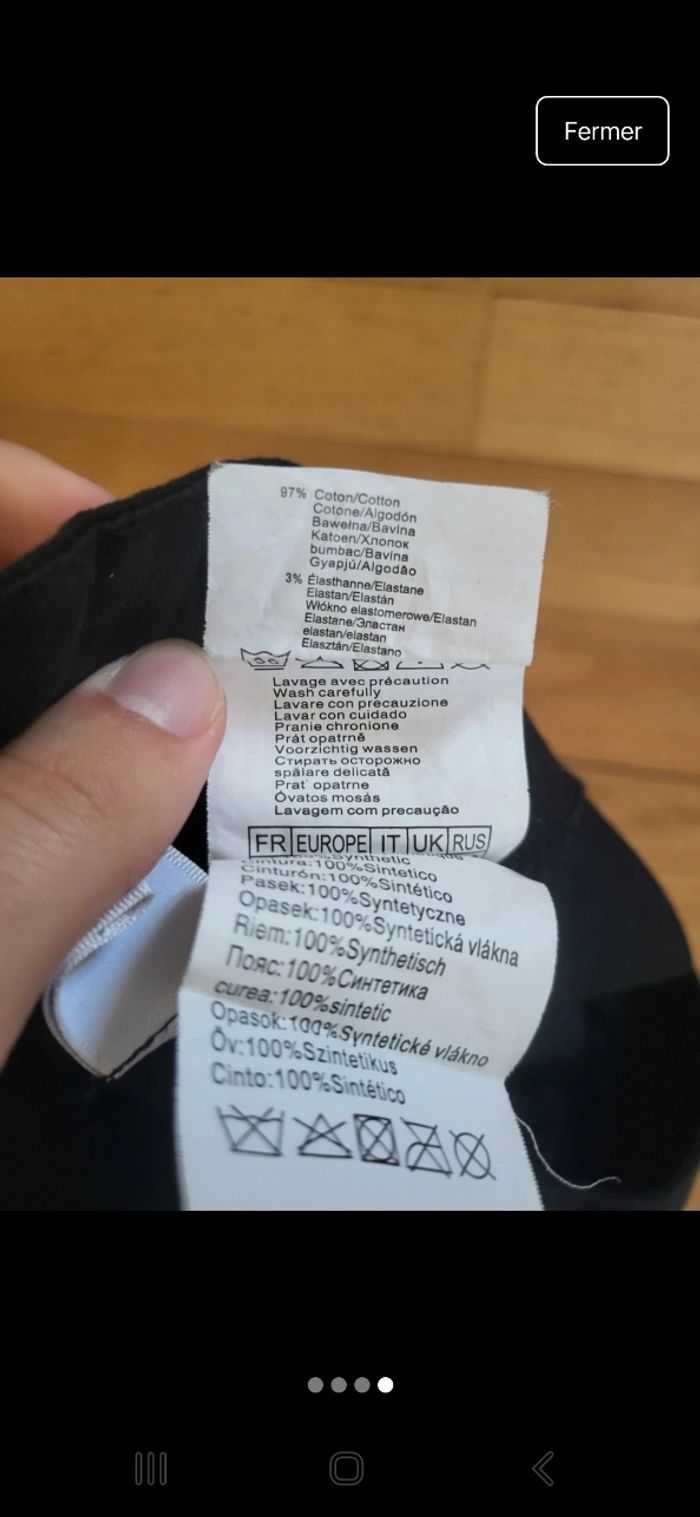 Fermer
97% Coton/Cotton
Cotone/Algodón
Bawełna/Bavlna
Katoen/Хлопок
bumbac/Bavlna
Gyapjú/Algodão
3% Élasthanne/Elastane
Elastan/Elastán
Włókno elastomerowe/Elastan
Elastane/Эластан
elastan/elastan
Elasztán/Elastano
Lavage avec précaution
Wash carefully
Lavare con precauzione
Lavar con cuidado
Pranie chronione
Prát opatrně
Voorzichtig wassen
Стирать осторожно
spălare delicată
Prat' opatrne
Óvatos mosás
Lavagem com precaução
FR EUROPE IT UK RUS
Synthetic
Cintura:100%Sintetico
Cinturón:100%Sintético
Pasek:100%Syntetyczne
Opasek:100%Syntetická vlákna
Riem:100%Synthetisch
Пояс:100%Синтетика
curea:100%sintetic
Opasok:100%Syntetické vlákno
Öv:100%Szintetikus
Cinto:100%Sintético